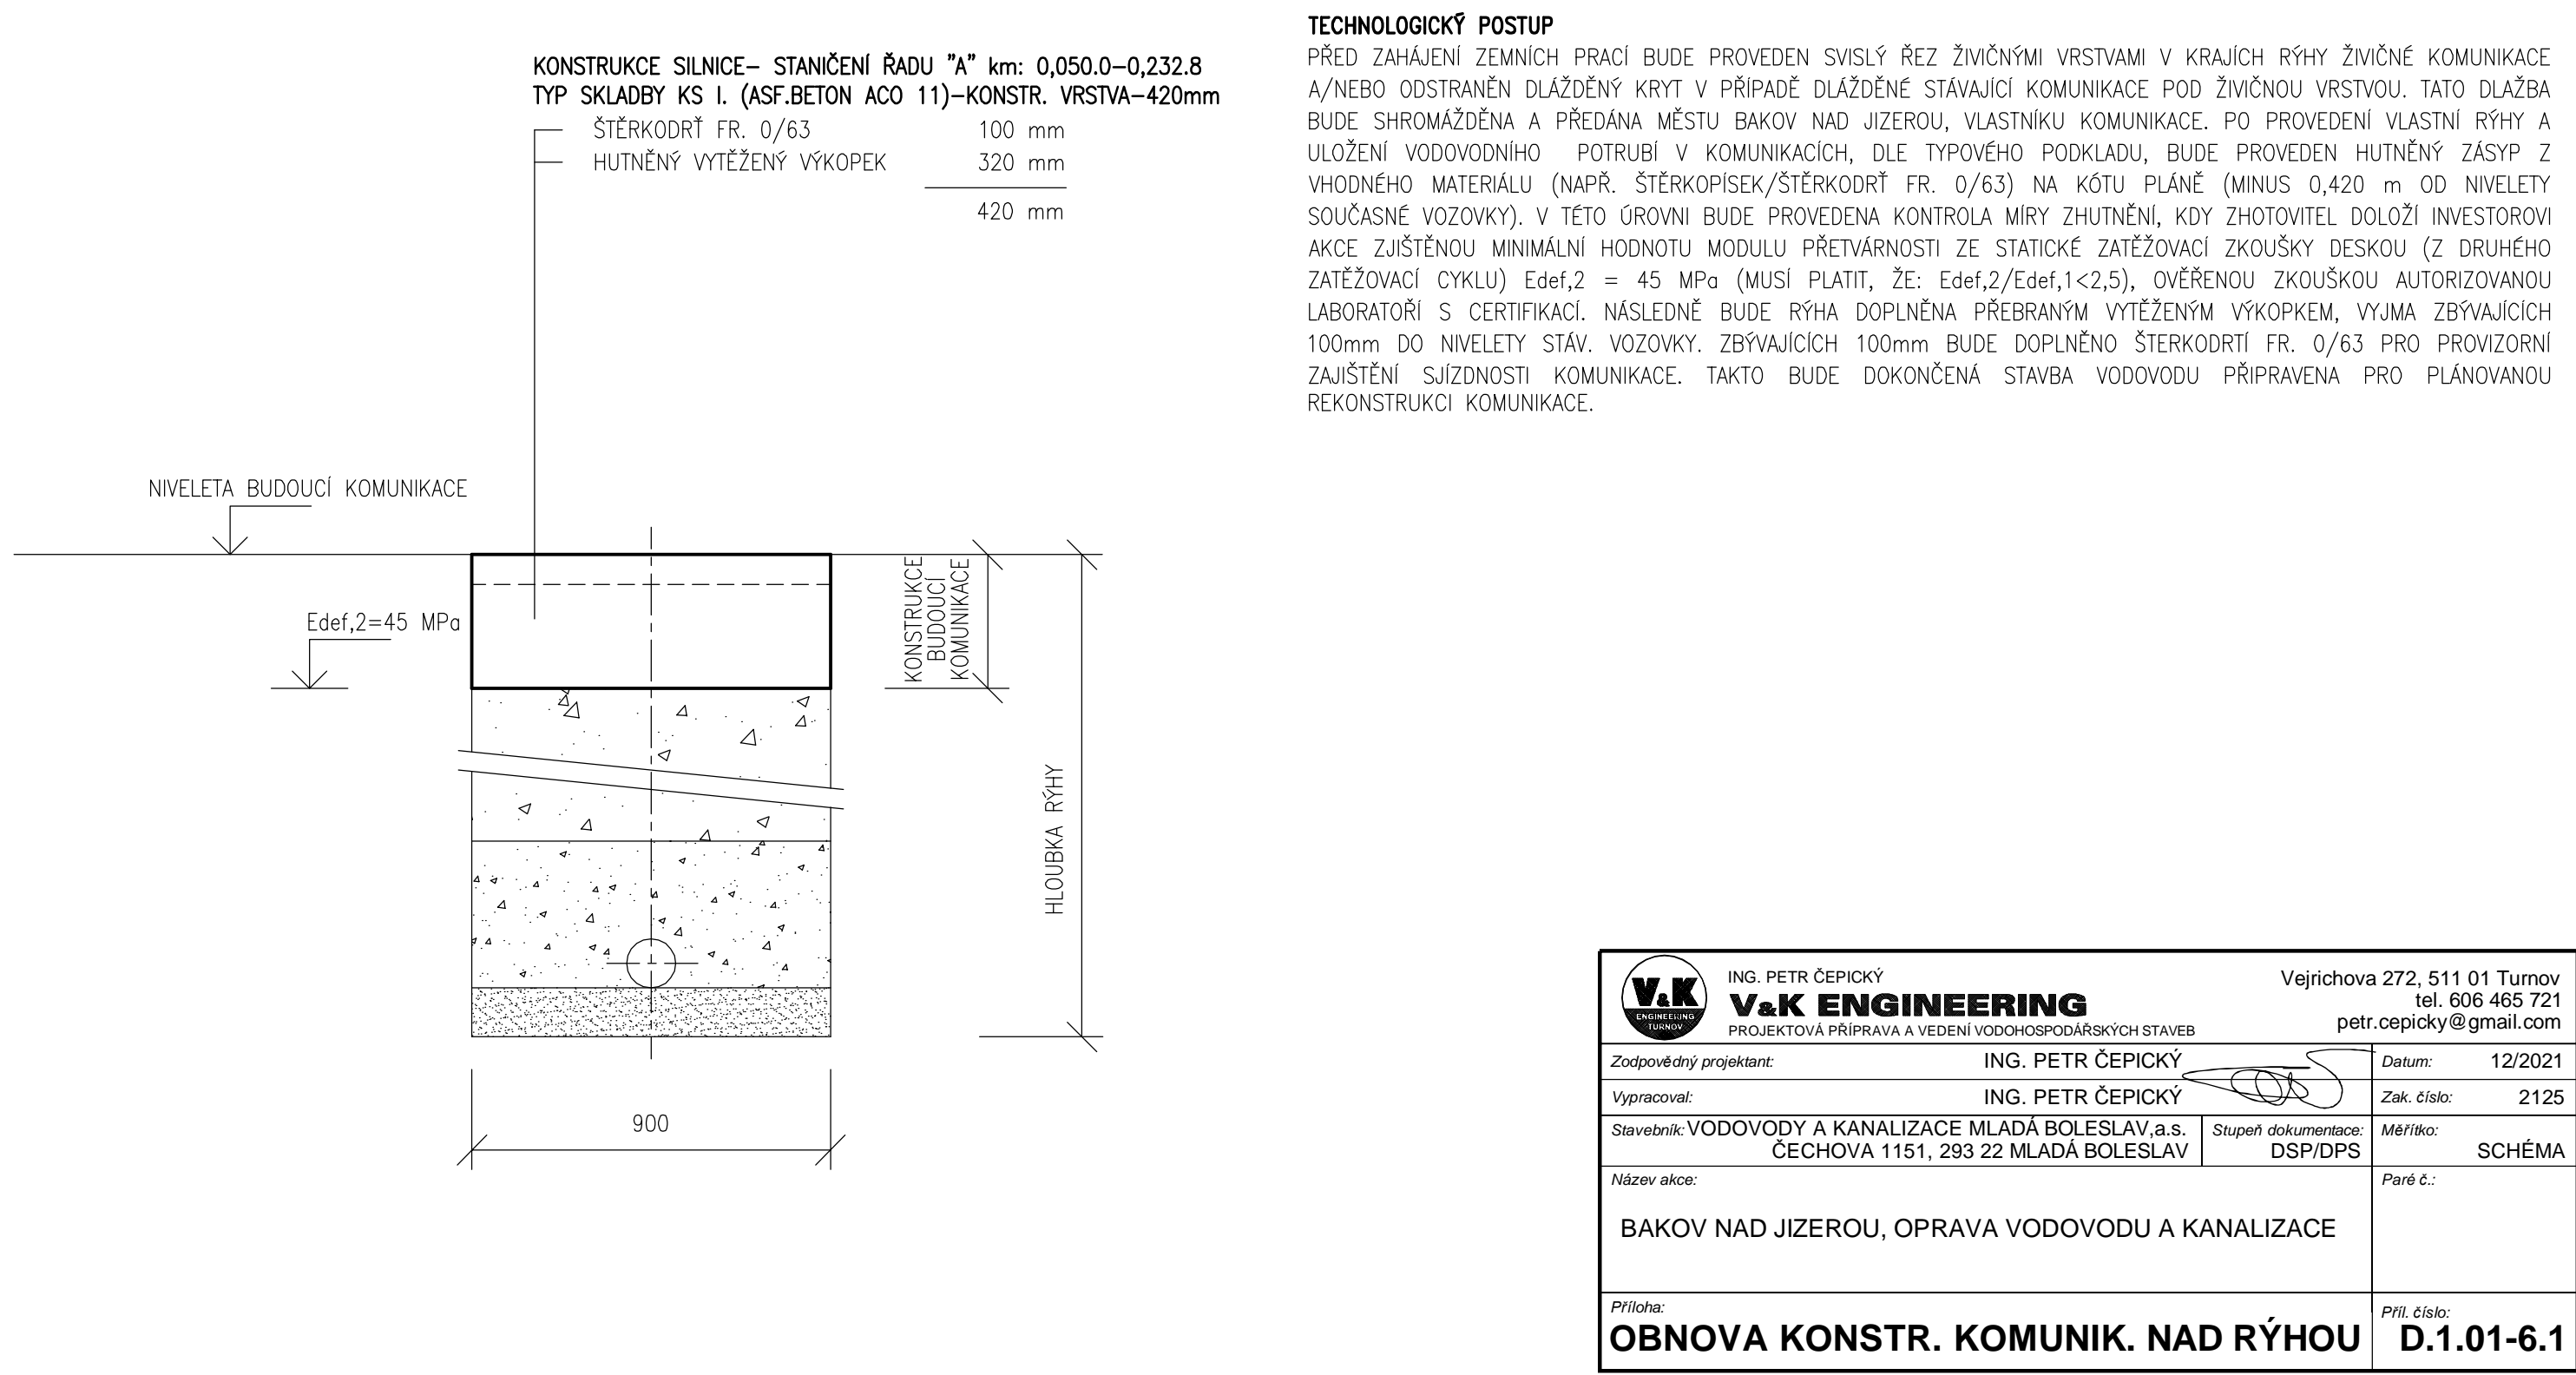 KONSTRUKCE SILNICE– STANIČENÍ ŘADU "A" km: 0,050.0–0,232.8
TYP SKLADBY KS I. (ASF.BETON ACO 11)–KONSTR. VRSTVA–420mm
ŠTĚRKODRŤ FR. 0/63 100 mm
HUTNĚNÝ VYTĚŽENÝ VÝKOPEK 320 mm
420 mm
TECHNOLOGICKÝ POSTUP
PŘED ZAHÁJENÍ ZEMNÍCH PRACÍ BUDE PROVEDEN SVISLÝ ŘEZ ŽIVIČNÝMI VRSTVAMI V KRAJÍCH RÝHY ŽIVIČNÉ KOMUNIKACE
A/NEBO ODSTRANĚN DLÁŽDĚNÝ KRYT V PŘÍPADĚ DLÁŽDĚNÉ STÁVAJÍCÍ KOMUNIKACE POD ŽIVIČNOU VRSTVOU. TATO DLAŽBA
BUDE SHROMÁŽDĚNA A PŘEDÁNA MĚSTU BAKOV NAD JIZEROU, VLASTNÍKU KOMUNIKACE. PO PROVEDENÍ VLASTNÍ RÝHY A
ULOŽENÍ VODOVODNÍHO POTRUBÍ V KOMUNIKACÍCH, DLE TYPOVÉHO PODKLADU, BUDE PROVEDEN HUTNĚNÝ ZÁSYP Z
VHODNÉHO MATERIÁLU (NAPŘ. ŠTĚRKOPÍSEK/ŠTĚRKODRŤ FR. 0/63) NA KÓTU PLÁNĚ (MINUS 0,420 m OD NIVELETY
SOUČASNÉ VOZOVKY). V TÉTO ÚROVNI BUDE PROVEDENA KONTROLA MÍRY ZHUTNĚNÍ, KDY ZHOTOVITEL DOLOŽÍ INVESTOROVI
AKCE ZJIŠTĚNOU MINIMÁLNÍ HODNOTU MODULU PŘETVÁRNOSTI ZE STATICKÉ ZATĚŽOVACÍ ZKOUŠKY DESKOU (Z DRUHÉHO
ZATĚŽOVACÍ CYKLU) Edef,2 = 45 MPa (MUSÍ PLATIT, ŽE: Edef,2/Edef,1<2,5), OVĚŘENOU ZKOUŠKOU AUTORIZOVANOU
LABORATOŘÍ S CERTIFIKACÍ. NÁSLEDNĚ BUDE RÝHA DOPLNĚNA PŘEBRANÝM VYTĚŽENÝM VÝKOPKEM, VYJMA ZBÝVAJÍCÍCH
100mm DO NIVELETY STÁV. VOZOVKY. ZBÝVAJÍCÍCH 100mm BUDE DOPLNĚNO ŠTERKODRTÍ FR. 0/63 PRO PROVIZORNÍ
ZAJIŠTĚNÍ SJÍZDNOSTI KOMUNIKACE. TAKTO BUDE DOKONČENÁ STAVBA VODOVODU PŘIPRAVENA PRO PLÁNOVANOU
REKONSTRUKCI KOMUNIKACE.
NIVELETA BUDOUCÍ KOMUNIKACE
Edef,2=45 MPa
KONSTRUKCE
BUDOUCÍ
KOMUNIKACE
HLOUBKA RÝHY
900
V&K
ENGINEERING
TURNOV
ING. PETR ČEPICKÝ
V&K ENGINEERING
PROJEKTOVÁ PŘÍPRAVA A VEDENÍ VODOHOSPODÁŘSKÝCH STAVEB
Vejrichova 272, 511 01 Turnov
tel. 606 465 721
petr.cepicky@gmail.com
Zodpovědný projektant: ING. PETR ČEPICKÝ
Datum: 12/2021
Vypracoval: ING. PETR ČEPICKÝ
Zak. číslo: 2125
Stavebník: VODOVODY A KANALIZACE MLADÁ BOLESLAV,a.s.
ČECHOVA 1151, 293 22 MLADÁ BOLESLAV
Stupeň dokumentace:
DSP/DPS
Měřítko:
SCHÉMA
Název akce:
BAKOV NAD JIZEROU, OPRAVA VODOVODU A KANALIZACE
Paré č.:
Příloha:
OBNOVA KONSTR. KOMUNIK. NAD RÝHOU
Příl. číslo:
D.1.01-6.1